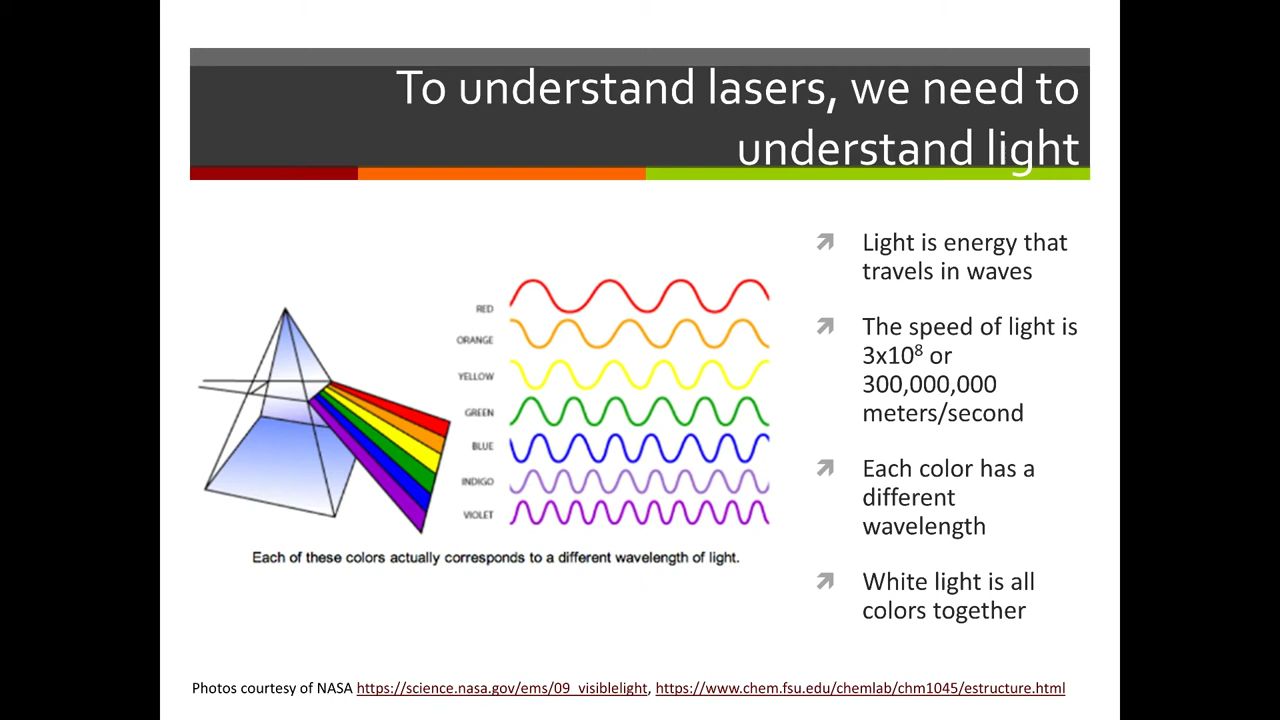 To understand lasers, we need to
understand light
RED
ORANGE
YELLOW
GREEN
BLUE
INDIGO
VIOLET
Each of these colors actually corresponds to a different wavelength of light.
Light is energy that
travels in waves
The speed of light is
3x10⁸ or
300,000,000
meters/second
Each color has a
different
wavelength
White light is all
colors together
Photos courtesy of NASA https://science.nasa.gov/ems/09_visiblelight, https://www.chem.fsu.edu/chemlab/chm1045/estructure.html